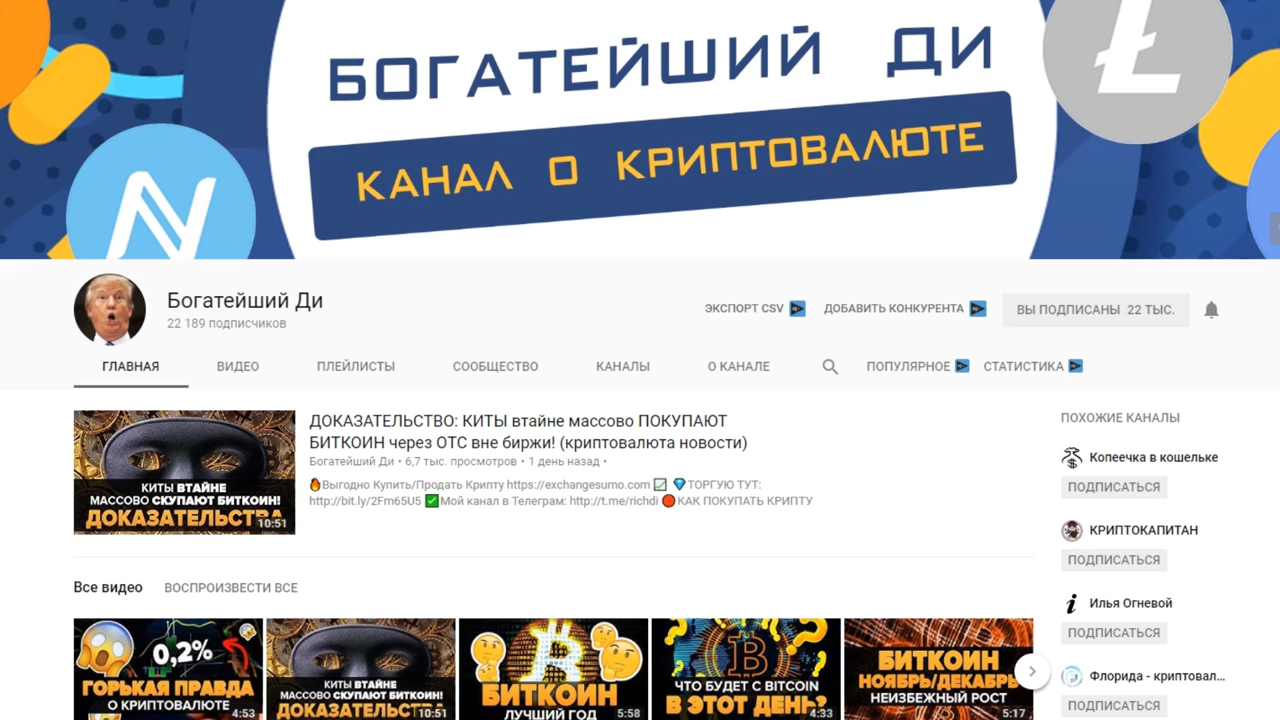 БОГАТЕЙШИЙ ДИ
КАНАЛ О КРИПТОВАЛЮТЕ
Богатейший Ди
22 189 подписчиков
ЭКСПОРТ CSV
ДОБАВИТЬ КОНКУРЕНТА
ВЫ ПОДПИСАНЫ 22 ТЫС.
ГЛАВНАЯ
ВИДЕО
ПЛЕЙЛИСТЫ
СООБЩЕСТВО
КАНАЛЫ
О КАНАЛЕ
ПОПУЛЯРНОЕ
СТАТИСТИКА
КИТЫ ВТАЙНЕ
МАССОВО СКУПАЮТ БИТКОИН!
ДОКАЗАТЕЛЬСТВА
10:51
ДОКАЗАТЕЛЬСТВО: КИТЫ втайне массово ПОКУПАЮТ
БИТКОИН через OTC вне биржи! (криптовалюта новости)
Богатейший Ди • 6,7 тыс. просмотров • 1 день назад •
🔥Выгодно Купить/Продать Крипту https://exchangesumo.com 💹 💎ТОРГУЮ ТУТ:
http://bit.ly/2Fm65U5 ✅Мой канал в Телеграм: http://t.me/richdi 🔴КАК ПОКУПАТЬ КРИПТУ
ПОХОЖИЕ КАНАЛЫ
Копеечка в кошельке
ПОДПИСАТЬСЯ
КРИПТОКАПИТАН
ПОДПИСАТЬСЯ
Илья Огневой
ПОДПИСАТЬСЯ
Флорида - криптовал...
ПОДПИСАТЬСЯ
Все видео
ВОСПРОИЗВЕСТИ ВСЕ
0,2%
ГОРЬКАЯ ПРАВДА
О КРИПТОВАЛЮТЕ
4:53
КИТЫ ВТАЙНЕ
МАССОВО СКУПАЮТ БИТКОИН!
ДОКАЗАТЕЛЬСТВА
10:51
БИТКОИН
ЛУЧШИЙ ГОД
5:58
ЧТО БУДЕТ С BITCOIN
В ЭТОТ ДЕНЬ?
4:33
БИТКОИН
НОЯБРЬ/ДЕКАБРЬ
НЕИЗБЕЖНЫЙ РОСТ
5:17